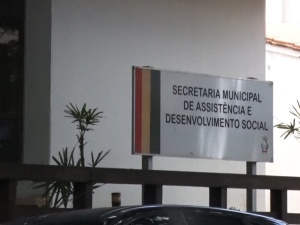 SECRETARIA MUNICIPAL
DE ASSISTÊNCIA E
DESENVOLVIMENTO SOCIAL